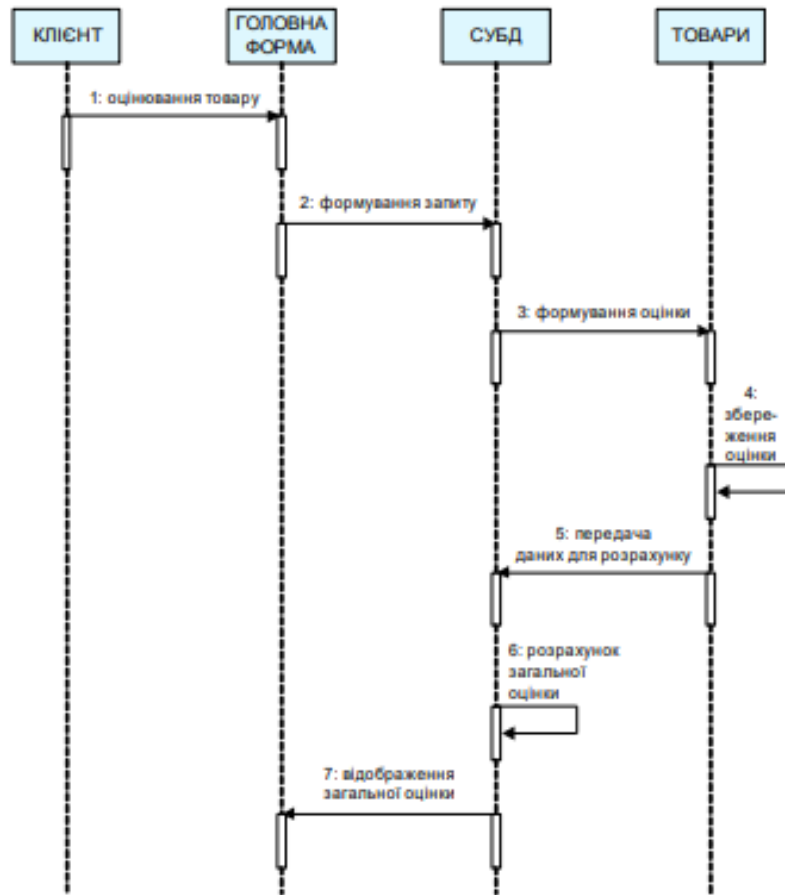 КЛІЄНТ
ГОЛОВНА
ФОРМА
СУБД
ТОВАРИ
1: оцінювання товару
2: формування запиту
3: формування оцінки
4:
збере-
ження
оцінки
5: передача
даних для розрахунку
6: розрахунок
загальної
оцінки
7: відображення
загальної оцінки